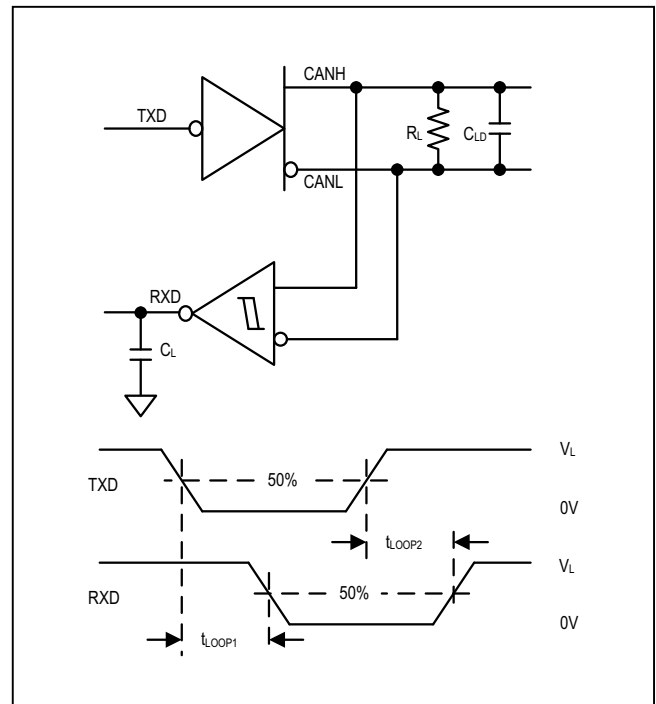 CANH
TXD
RL
CLD
CANL
RXD
CL
VL
TXD
50%
0V
tLOOP2
VL
RXD
50%
0V
tLOOP1